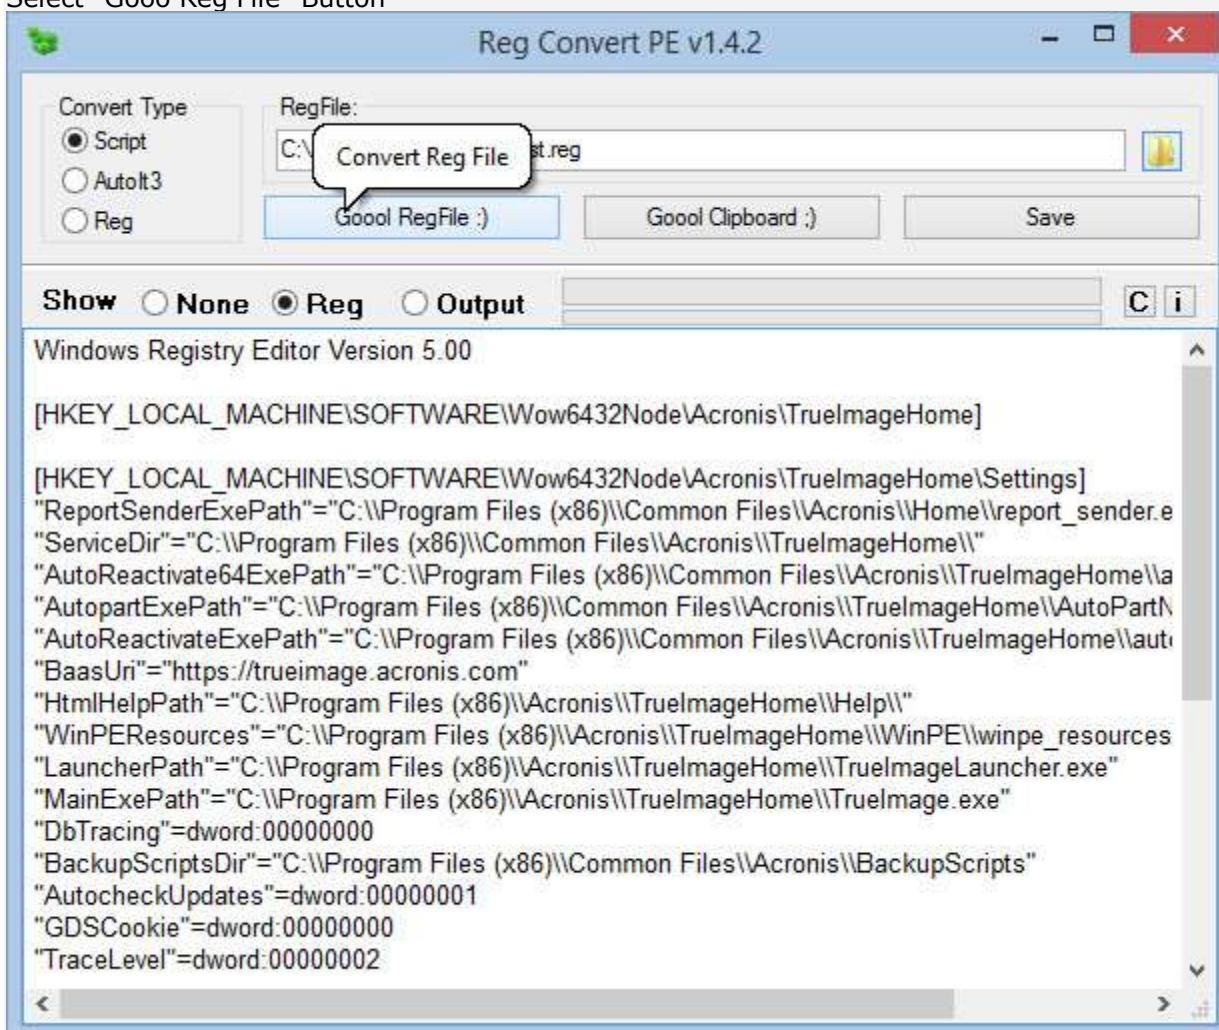 Select "Gooo Reg File" Button
Reg Convert PE v1.4.2
Convert Type
RegFile:
Script
C:\ st.reg
Convert Reg File
AutoIt3
Reg
Goool RegFile :)
Goool Clipboard ;)
Save
Show None Reg Output
C i
Windows Registry Editor Version 5.00
[HKEY_LOCAL_MACHINE\SOFTWARE\Wow6432Node\Acronis\TrueImageHome]
[HKEY_LOCAL_MACHINE\SOFTWARE\Wow6432Node\Acronis\TrueImageHome\Settings]
"ReportSenderExePath"="C:\\Program Files (x86)\\Common Files\\Acronis\\Home\\report_sender.e
"ServiceDir"="C:\\Program Files (x86)\\Common Files\\Acronis\\TrueImageHome\\"
"AutoReactivate64ExePath"="C:\\Program Files (x86)\\Common Files\\Acronis\\TrueImageHome\\a
"AutopartExePath"="C:\\Program Files (x86)\\Common Files\\Acronis\\TrueImageHome\\AutoPartN
"AutoReactivateExePath"="C:\\Program Files (x86)\\Common Files\\Acronis\\TrueImageHome\\aut
"BaasUri"="https://trueimage.acronis.com"
"HtmlHelpPath"="C:\\Program Files (x86)\\Acronis\\TrueImageHome\\Help\\"
"WinPEResources"="C:\\Program Files (x86)\\Acronis\\TrueImageHome\\WinPE\\winpe_resources
"LauncherPath"="C:\\Program Files (x86)\\Acronis\\TrueImageHome\\TrueImageLauncher.exe"
"MainExePath"="C:\\Program Files (x86)\\Acronis\\TrueImageHome\\TrueImage.exe"
"DbTracing"=dword:00000000
"BackupScriptsDir"="C:\\Program Files (x86)\\Common Files\\Acronis\\BackupScripts"
"AutocheckUpdates"=dword:00000001
"GDSCookie"=dword:00000000
"TraceLevel"=dword:00000002